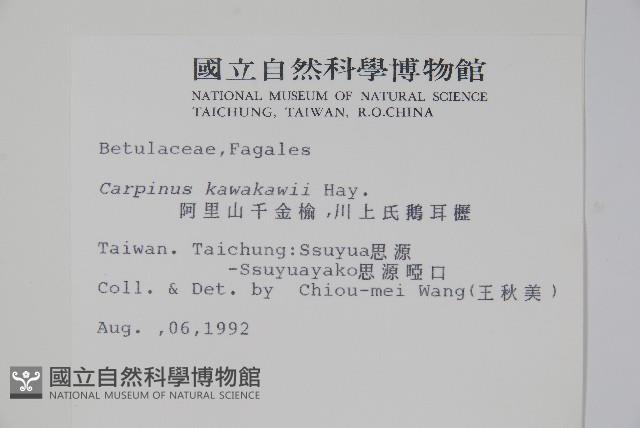 國立自然科學博物館
NATIONAL MUSEUM OF NATURAL SCIENCE
TAICHUNG, TAIWAN, R.O.CHINA
Betulaceae,Fagales
Carpinus kawakawii Hay.
阿里山千金榆,川上氏鵝耳櫪
Taiwan. Taichung:Ssuyua思源
-Ssuyuayako思源啞口
Coll. & Det. by Chiou-mei Wang(王秋美)
Aug. ,06,1992
國立自然科學博物館
NATIONAL MUSEUM OF NATURAL SCIENCE